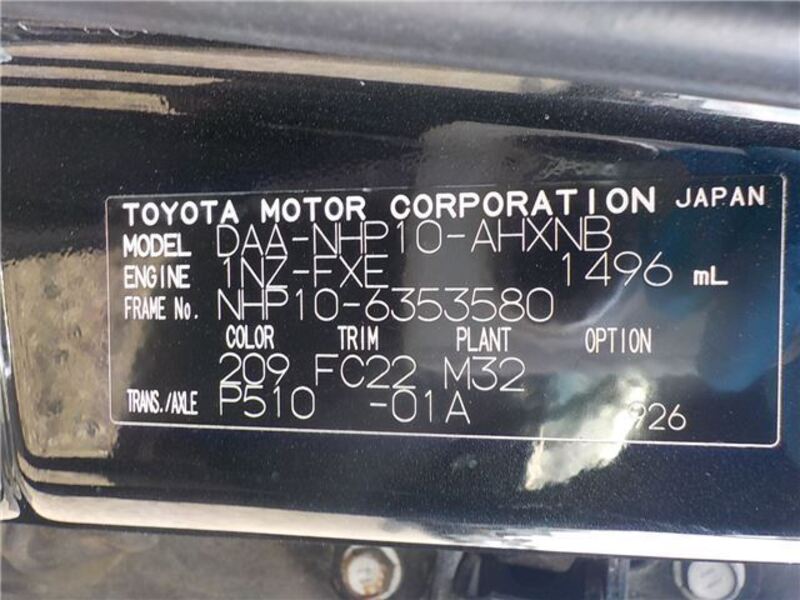 TOYOTA MOTOR CORPORATION JAPAN
MODEL DAA-NHP10-AHXNB
ENGINE 1NZ-FXE 1496 mL
FRAME No. NHP10-6353580
COLOR TRIM PLANT OPTION
209 FC22 M32
TRANS./AXLE P510 -01A 926